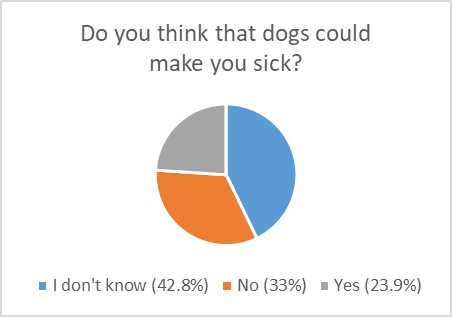 Do you think that dogs could
make you sick?
I don't know (42.8%) No (33%) Yes (23.9%)